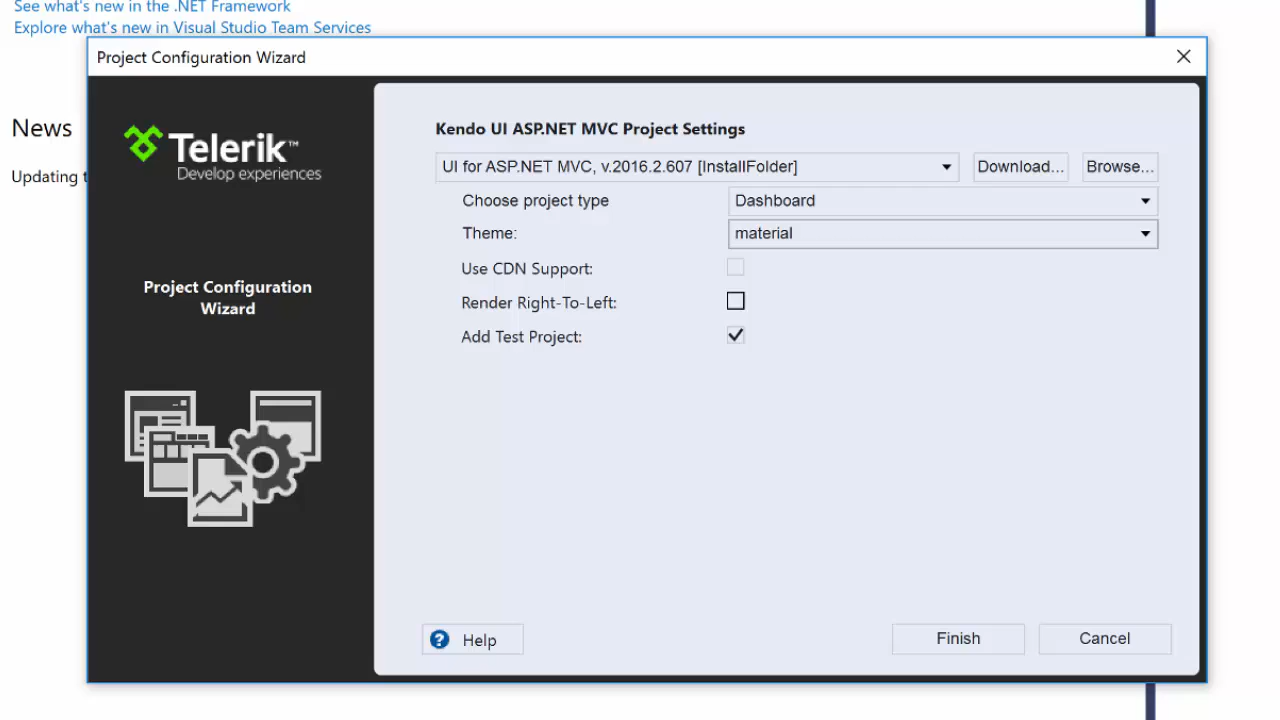 See what's new in the .NET Framework
Explore what's new in Visual Studio Team Services
Project Configuration Wizard
News
Updating
Telerik™
Develop experiences
Project Configuration
Wizard
Kendo UI ASP.NET MVC Project Settings
UI for ASP.NET MVC, v.2016.2.607 [InstallFolder]
Download...
Browse...
Choose project type
Dashboard
Theme:
material
Use CDN Support:
Render Right-To-Left:
Add Test Project:
? Help
Finish
Cancel